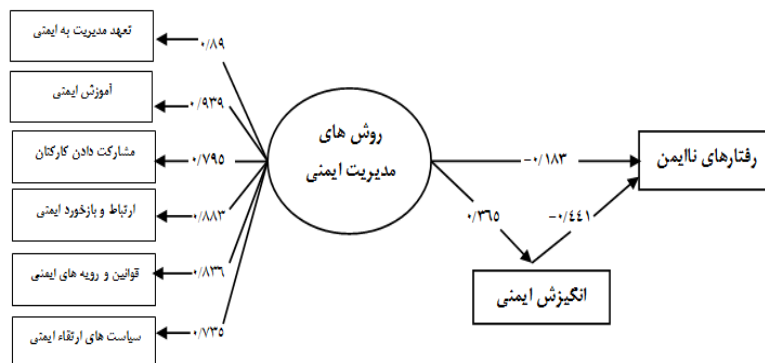 تعهد مدیریت به ایمنی
۰/۸۹
آموزش ایمنی
۰/۹۳۹
مشارکت دادن کارکنان
۰/۷۹۵
ارتباط و بازخورد ایمنی
۰/۸۸۳
قوانین و رویه های ایمنی
۰/۸۳۶
سیاست های ارتقاء ایمنی
۰/۷۳۵
روش های
مدیریت ایمنی
-۰/۱۸۳
رفتارهای ناایمن
۰/۳۶۵
-۰/٤٤۱
انگیزش ایمنی